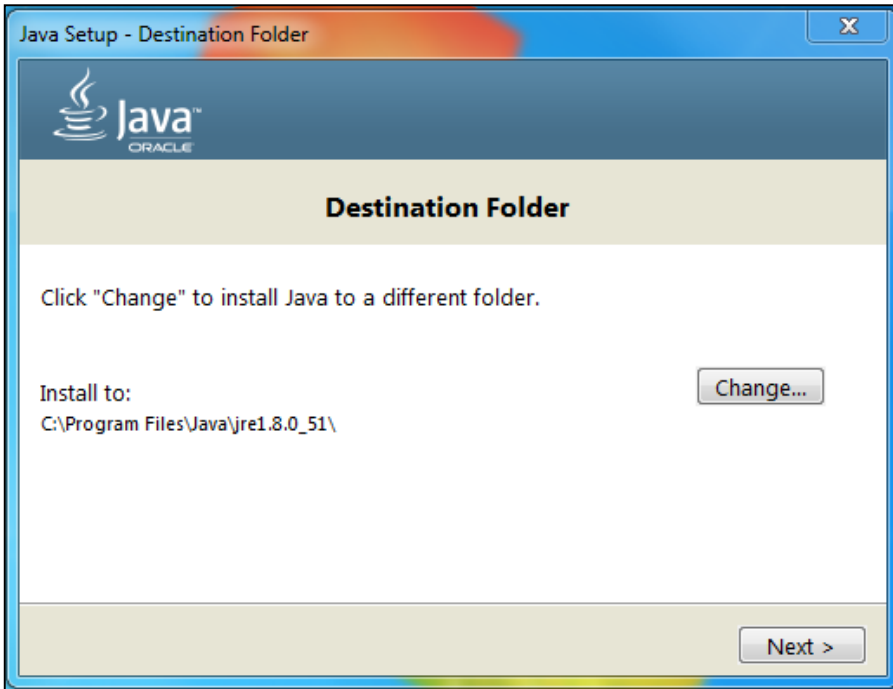 Java Setup - Destination Folder
X
Java™
ORACLE
Destination Folder
Click "Change" to install Java to a different folder.
Install to:
Change...
C:\Program Files\Java\jre1.8.0_51\
Next >